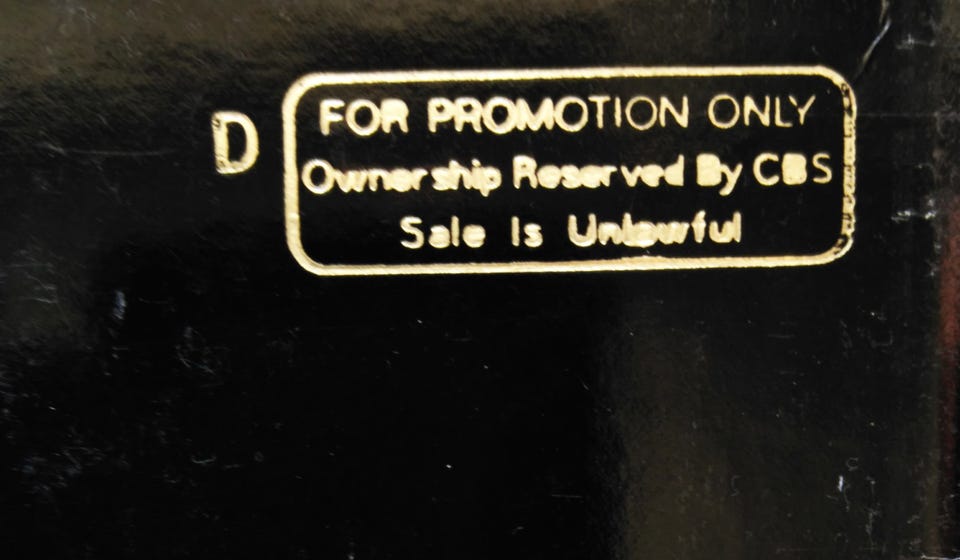 D
FOR PROMOTION ONLY
Ownership Reserved By CBS
Sale Is Unlawful